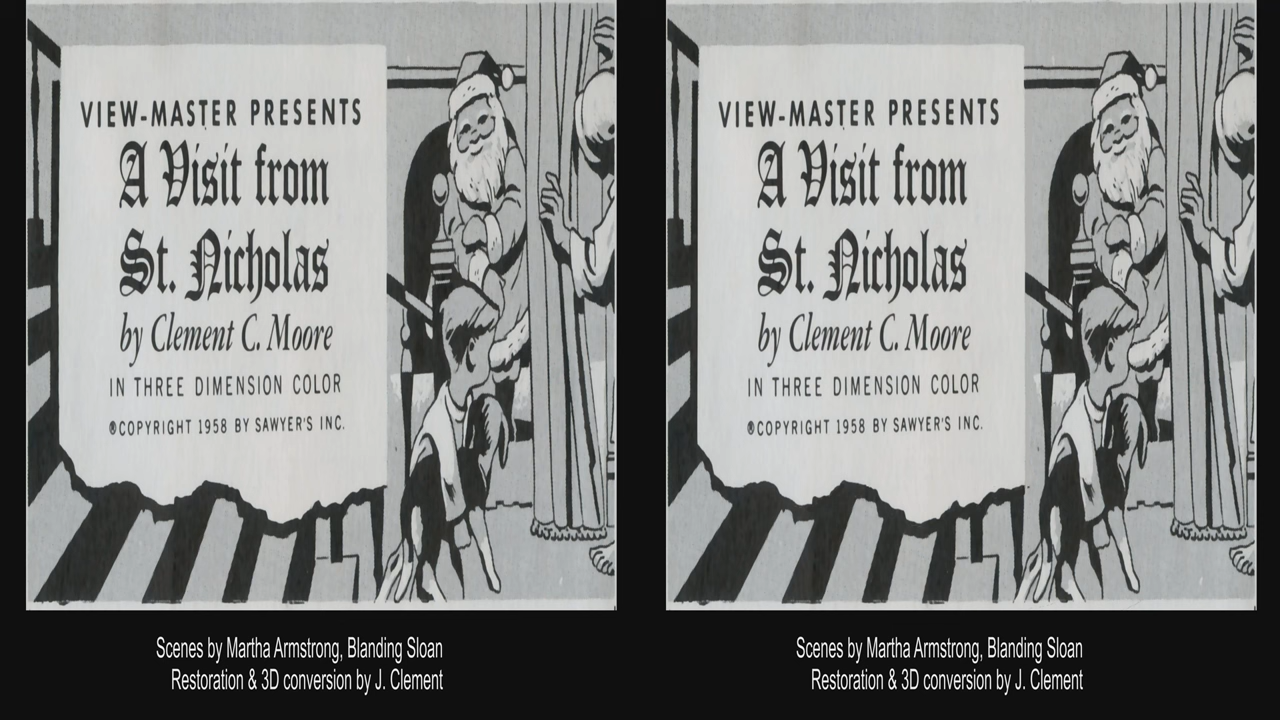 VIEW-MASTER PRESENTS
A Visit from
St. Nicholas
by Clement C. Moore
IN THREE DIMENSION COLOR
®COPYRIGHT 1958 BY SAWYER'S INC.
Scenes by Martha Armstrong, Blanding Sloan
Restoration & 3D conversion by J. Clement
VIEW-MASTER PRESENTS
A Visit from
St. Nicholas
by Clement C. Moore
IN THREE DIMENSION COLOR
®COPYRIGHT 1958 BY SAWYER'S INC.
Scenes by Martha Armstrong, Blanding Sloan
Restoration & 3D conversion by J. Clement